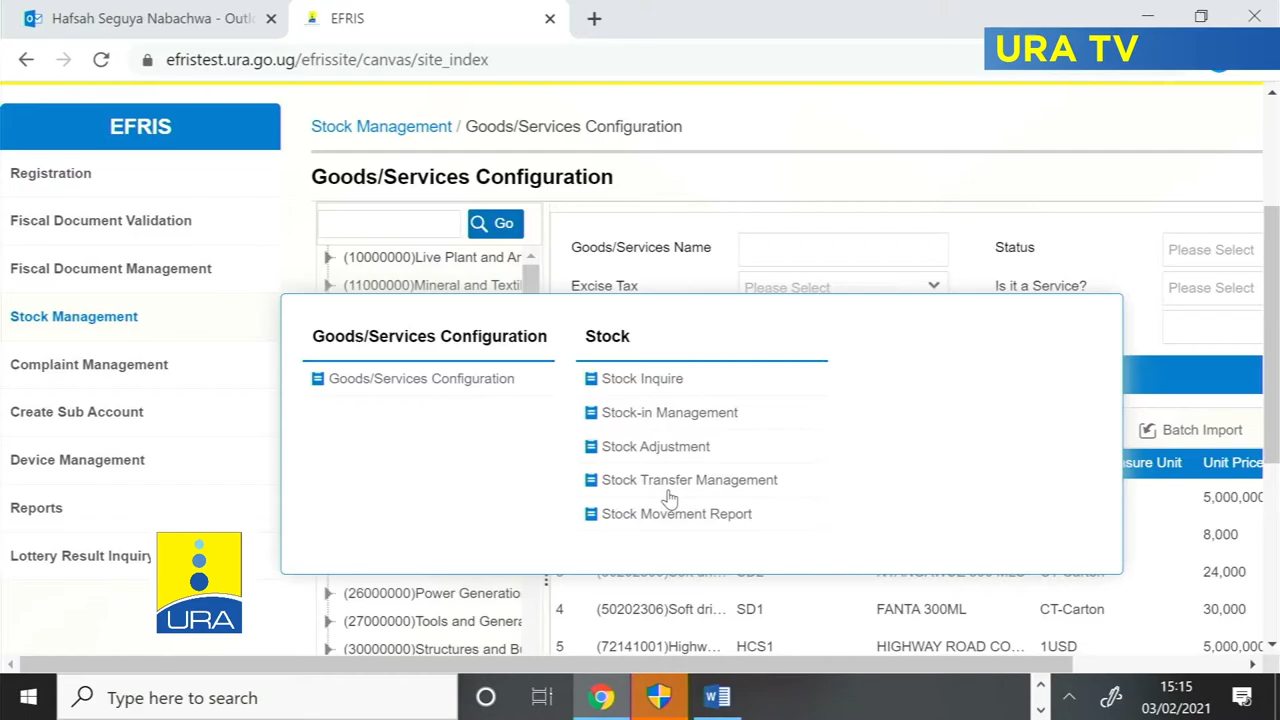 Hafsah Seguya Nabachwa - Outlo
EFRIS
URA TV
efristest.ura.go.ug/efrissite/canvas/site_index
EFRIS
Registration
Fiscal Document Validation
Fiscal Document Management
Stock Management
Complaint Management
Create Sub Account
Device Management
Reports
Lottery Result Inquiry
URA
Stock Management / Goods/Services Configuration
Goods/Services Configuration
Go
(10000000)Live Plant and Ar
(11000000)Mineral and Textil
Goods/Services Name
Status
Please Select
Excise Tax
Please Select
Is it a Service?
Please Select
Goods/Services Configuration
Goods/Services Configuration
Stock
Stock Inquire
Stock-in Management
Stock Adjustment
Stock Transfer Management
Stock Movement Report
Batch Import
sure Unit Unit Price
5,000,000
8,000
24,000
4 (50202306)Soft dri... SD1 FANTA 300ML CT-Carton 30,000
5 (72141001)Highw... HCS1 HIGHWAY ROAD CO... 1USD 5,000,000
(26000000)Power Generatio
(27000000)Tools and Genera
(30000000)Structures and Bu
Type here to search
15:15
03/02/2021